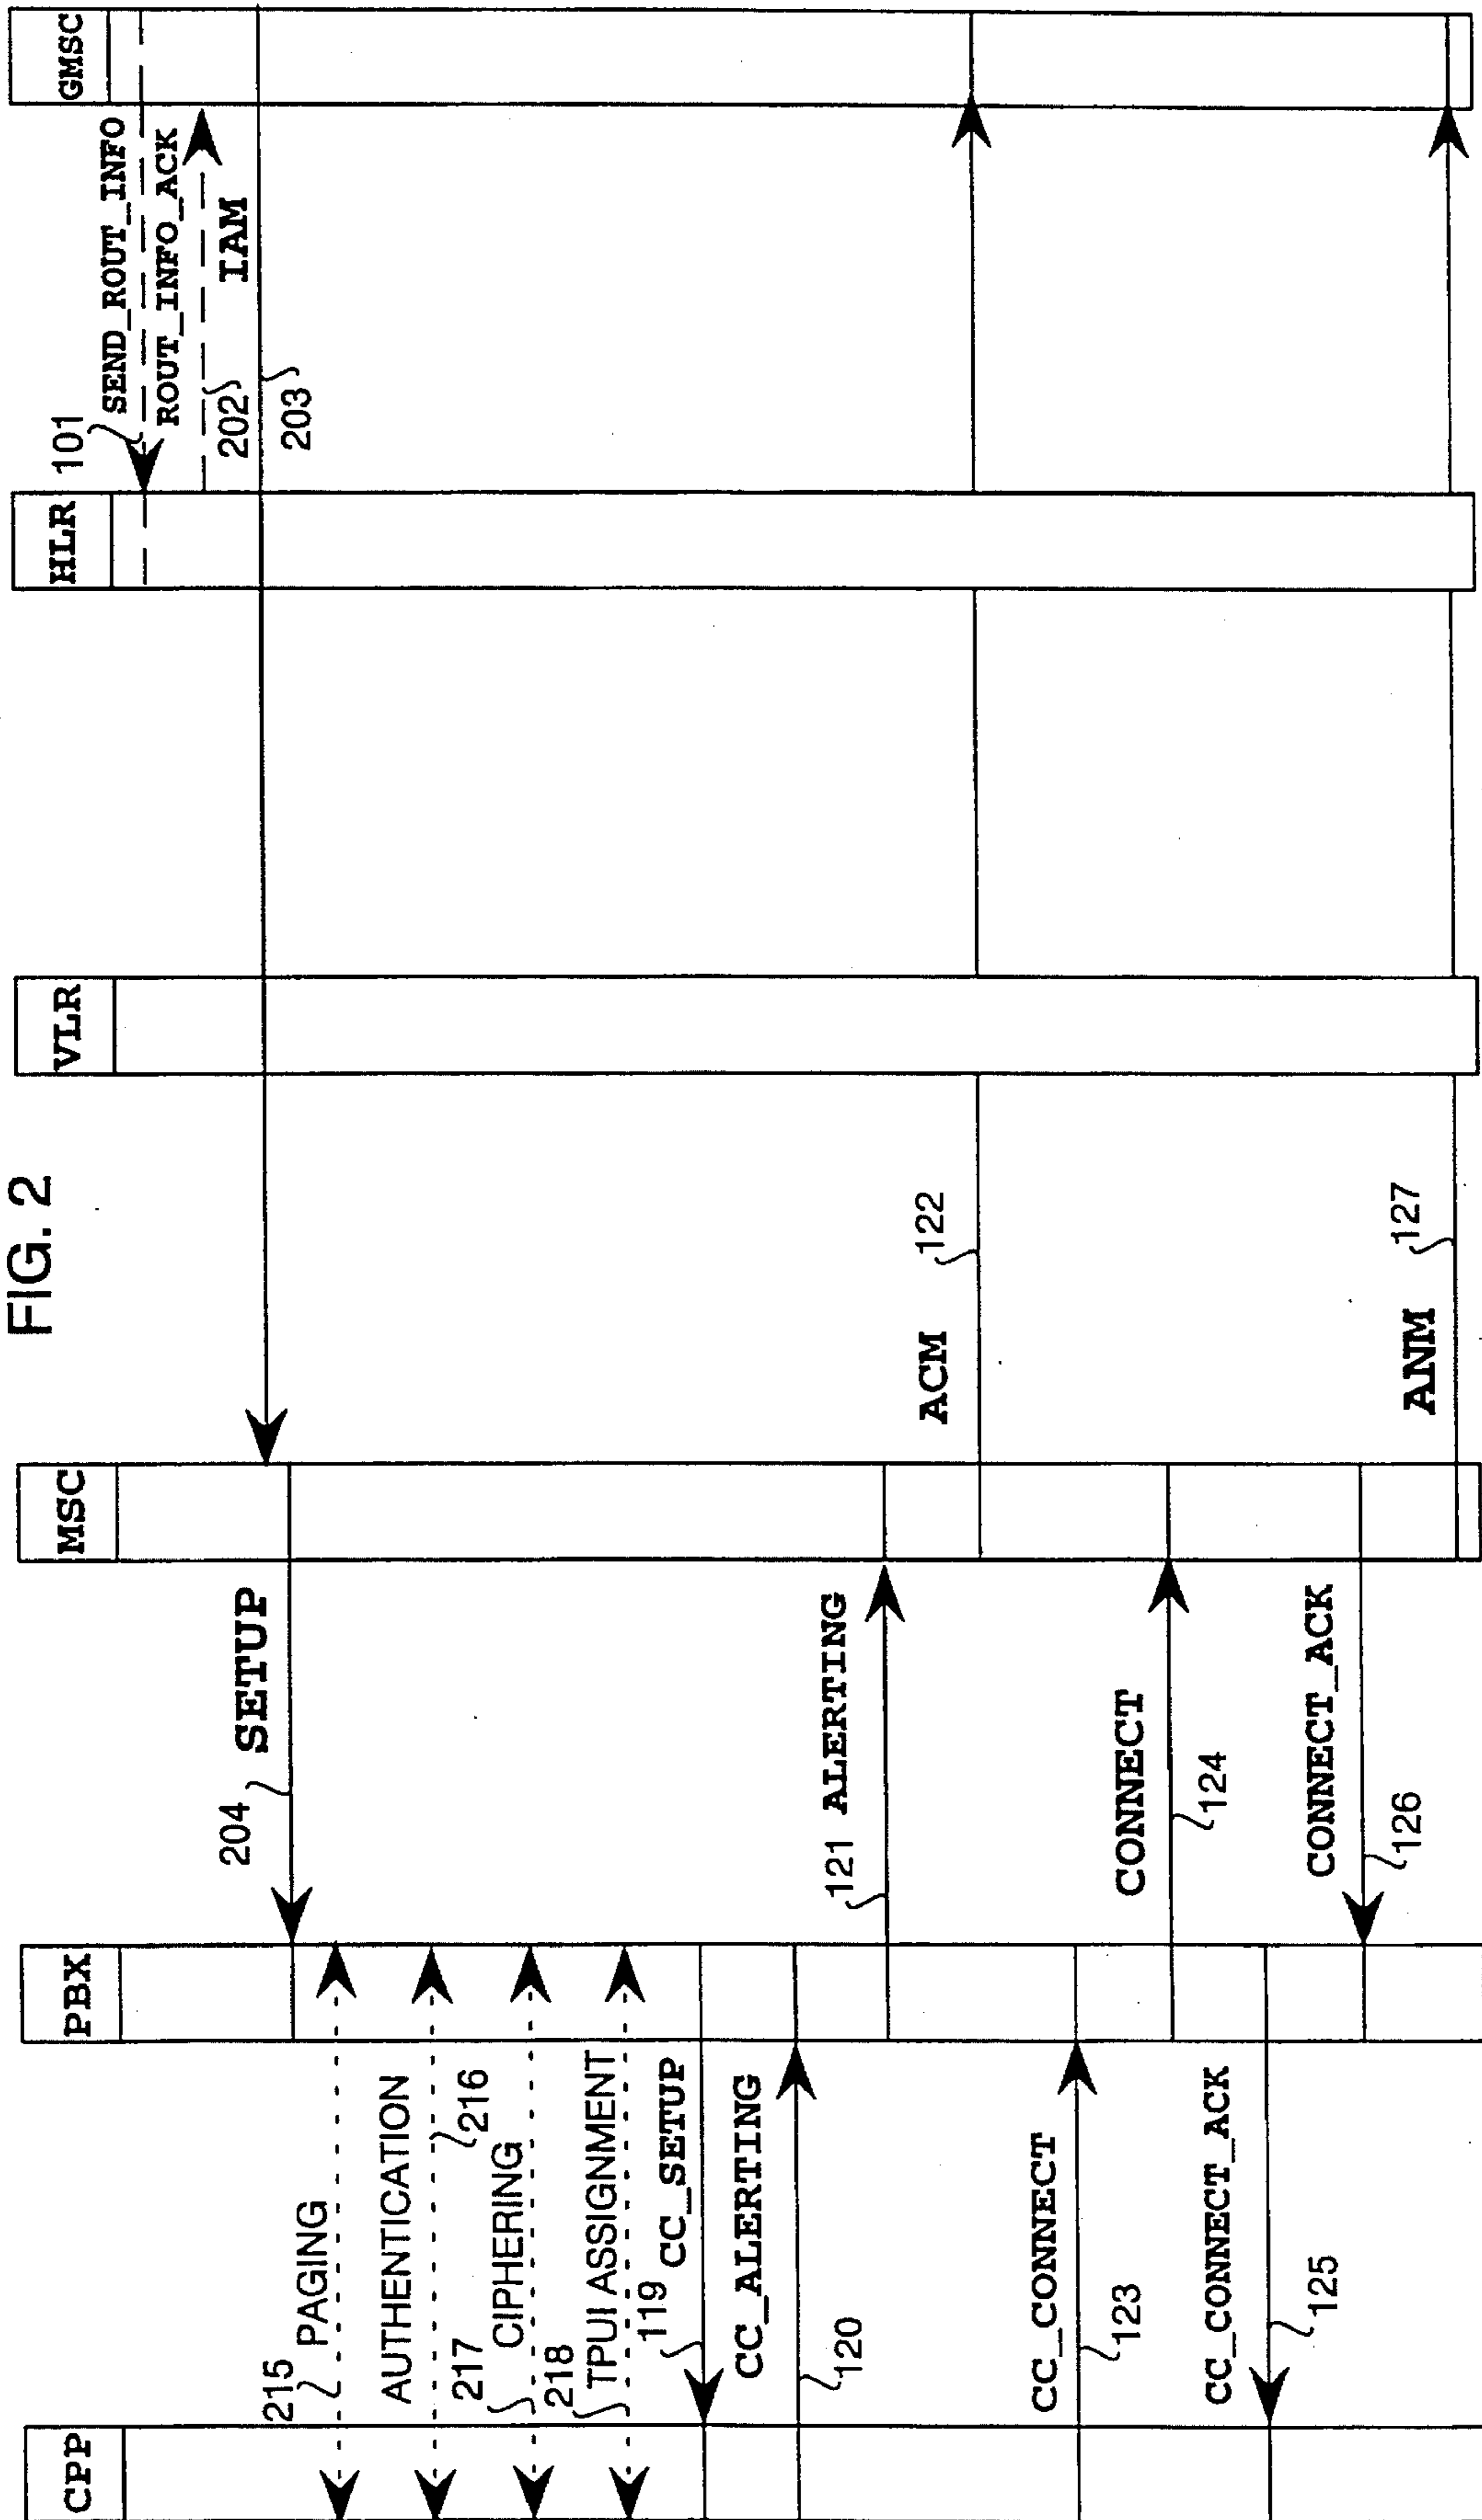 FIG. 2
CPP
PBX
MSC
VLR
HLR
GMSC
101
SEND_ROUT_INFO
ROUT_INFO_ACK
202
IAM
203
204
SETUP
215
PAGING
AUTHENTICATION
216
217
CIPHERING
218
TPUI ASSIGNMENT
119
CC_SETUP
CC_ALERTING
120
121
ALERTING
ACM
122
CC_CONNECT
123
CONNECT
124
CC_CONNECT_ACK
125
CONNECT_ACK
126
ANM
127